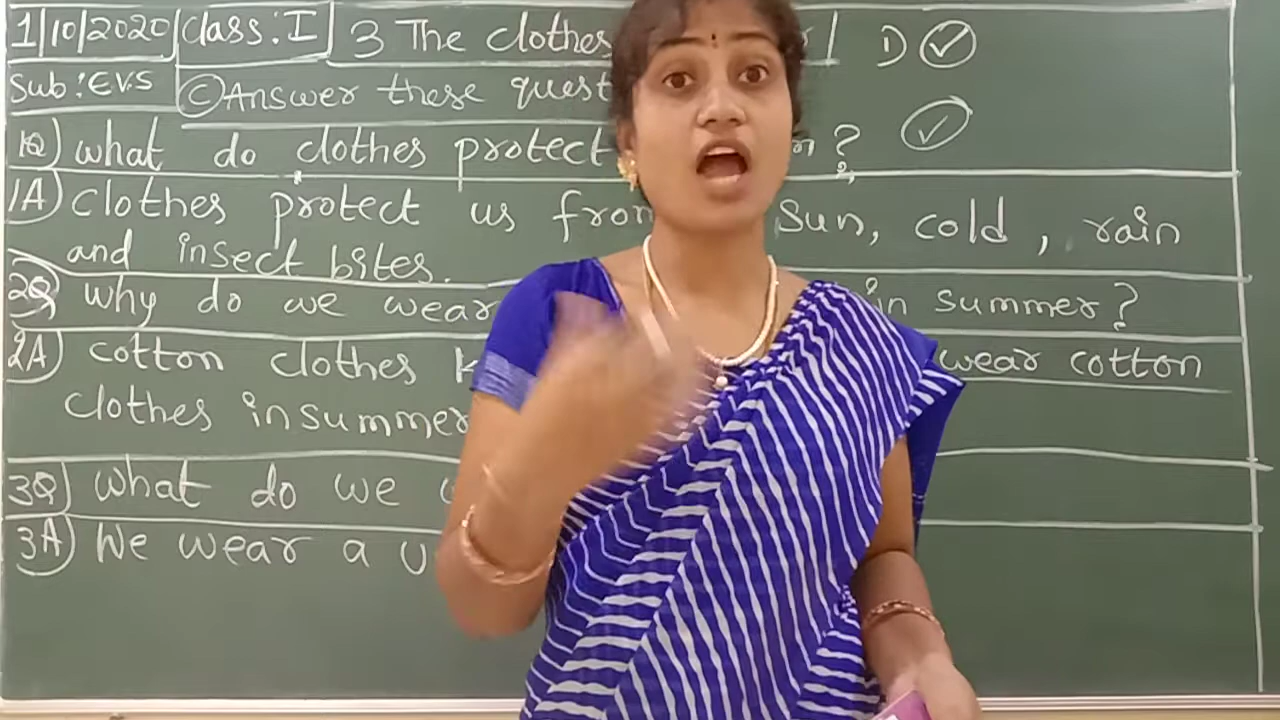 1/10/2020 Class: I 3 The clothes D
Sub: EVS C Answer these quest
1Q) what do clothes protect ?
1A) clothes protect us from sun, cold, rain
and insect bites.
2Q) why do we wear in summer?
2A) cotton clothes wear cotton
clothes in summer
3Q) what do we
3A) We wear a u